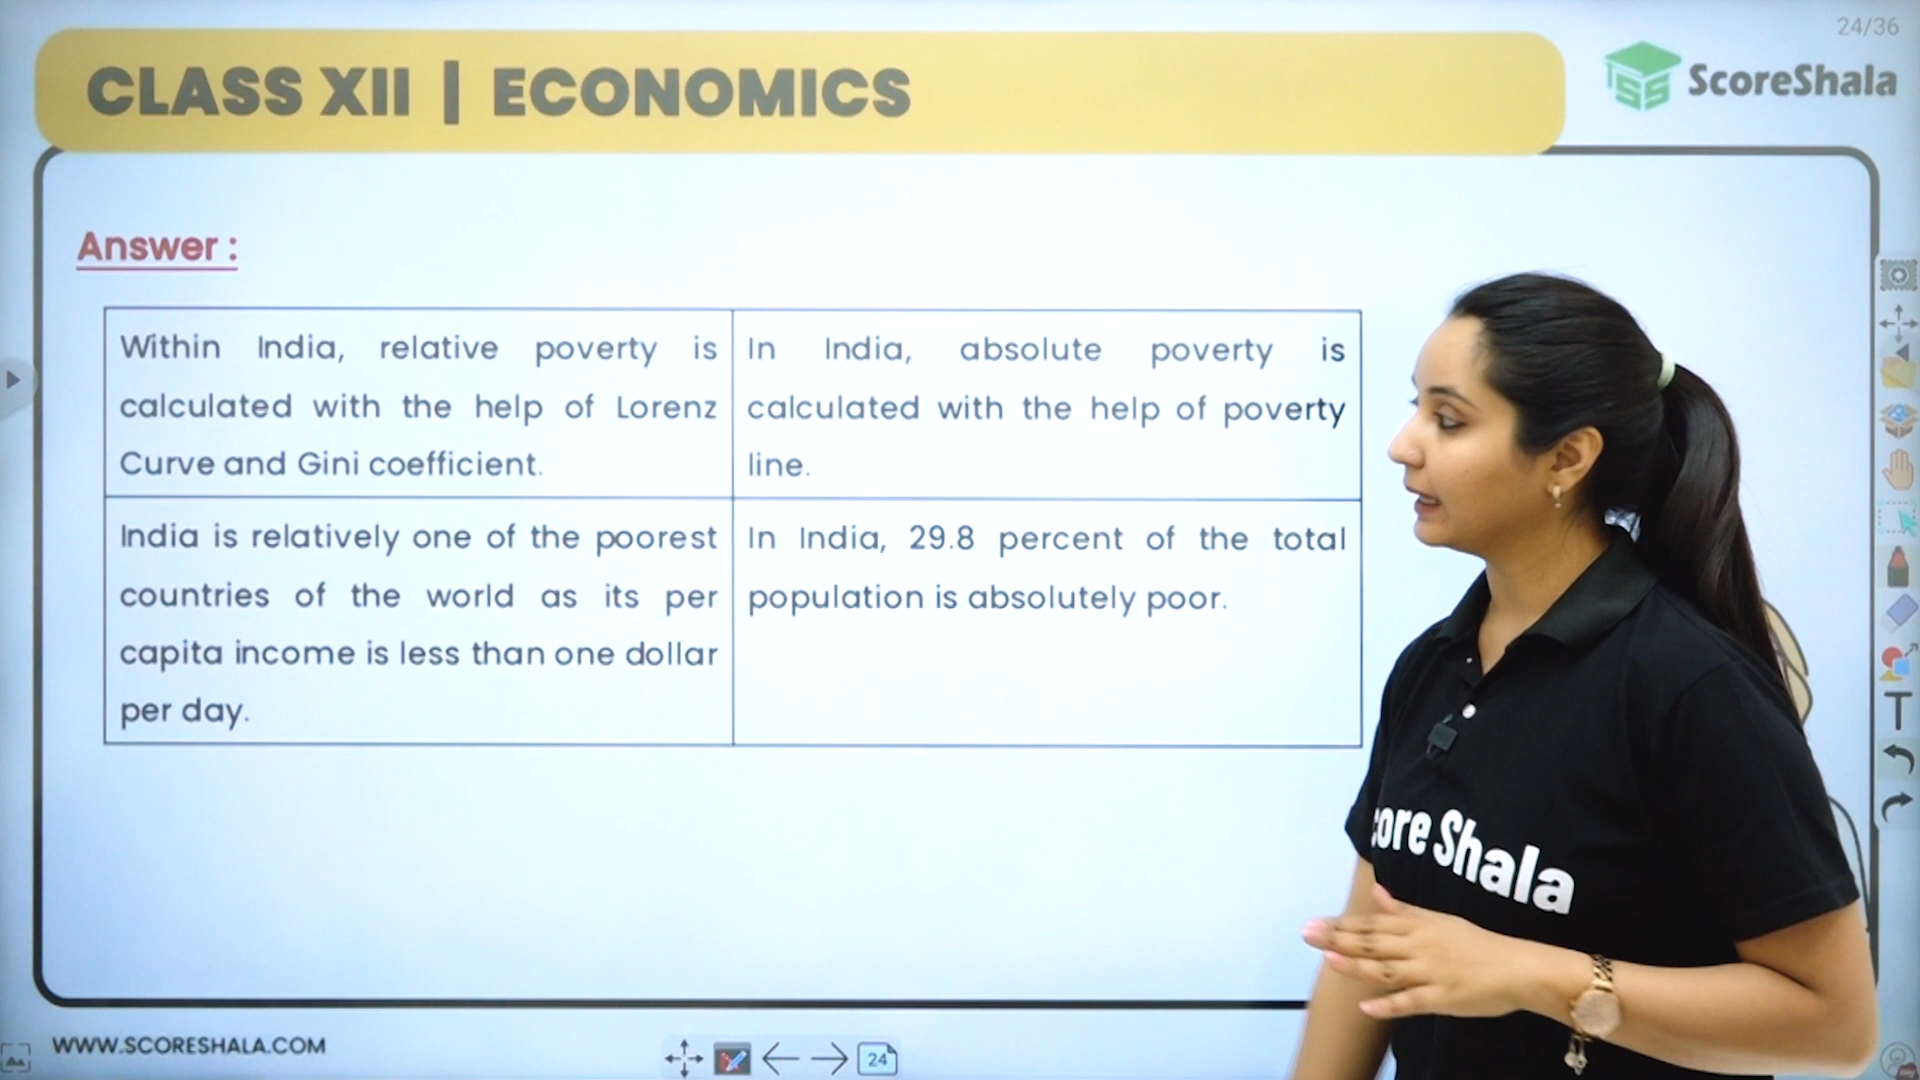 24/36
CLASS XII | ECONOMICS
ScoreShala
Answer :
Within India, relative poverty is
calculated with the help of Lorenz
Curve and Gini coefficient.
In India, absolute poverty is
calculated with the help of poverty
line.
India is relatively one of the poorest
countries of the world as its per
capita income is less than one dollar
per day.
In India, 29.8 percent of the total
population is absolutely poor.
core Shala
WWW.SCORESHALA.COM
24